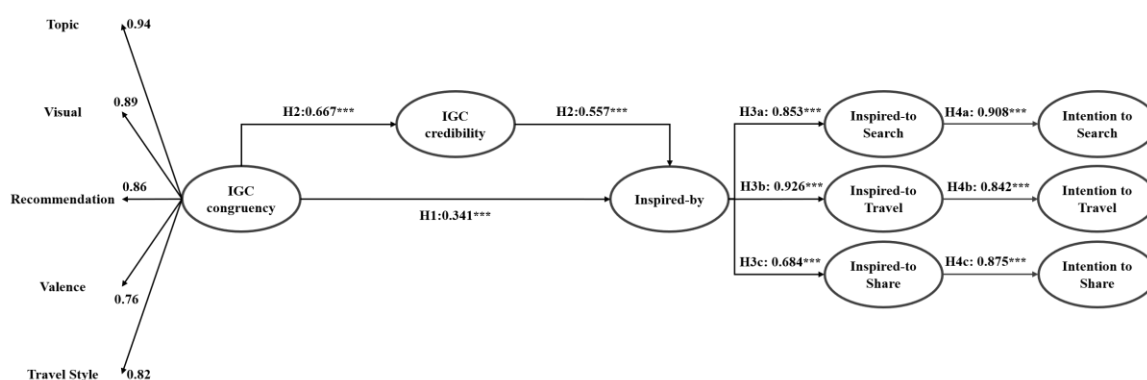 Topic
0.94
Visual
0.89
Recommendation
0.86
Valence
0.76
Travel Style
0.82
IGC
congruency
H2:0.667***
IGC
credibility
H2:0.557***
H1:0.341***
Inspired-by
H3a: 0.853***
Inspired-to
Search
H4a: 0.908***
Intention to
Search
H3b: 0.926***
Inspired-to
Travel
H4b: 0.842***
Intention to
Travel
H3c: 0.684***
Inspired-to
Share
H4c: 0.875***
Intention to
Share